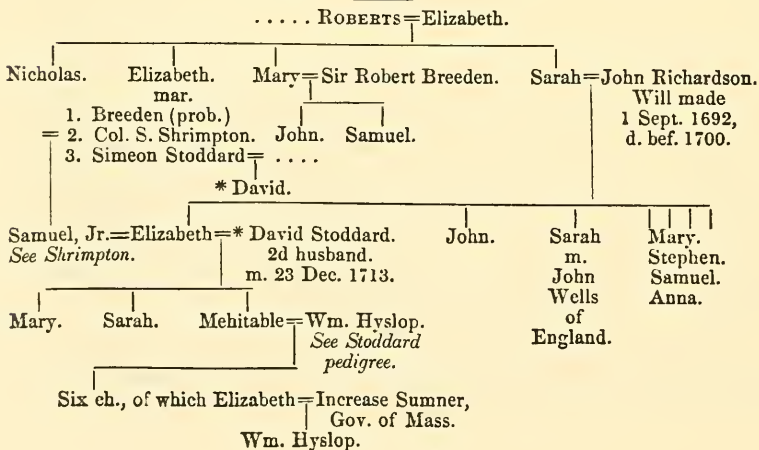 ..... ROBERTS=Elizabeth.
Nicholas. Elizabeth. Mary=Sir Robert Breeden. Sarah=John Richardson.
mar. Will made
1. Breeden (prob.) 1 Sept. 1692,
= 2. Col. S. Shrimpton. John. Samuel. d. bef. 1700.
3. Simeon Stoddard= ....
* David.
Samuel, Jr.=Elizabeth=* David Stoddard. John. Sarah Mary.
See Shrimpton. 2d husband. m. Stephen.
m. 23 Dec. 1713. John Samuel.
Wells Anna.
Mary. Sarah. Mehitable=Wm. Hyslop. of
See Stoddard England.
pedigree.
Six ch., of which Elizabeth=Increase Sumner,
Gov. of Mass.
Wm. Hyslop.